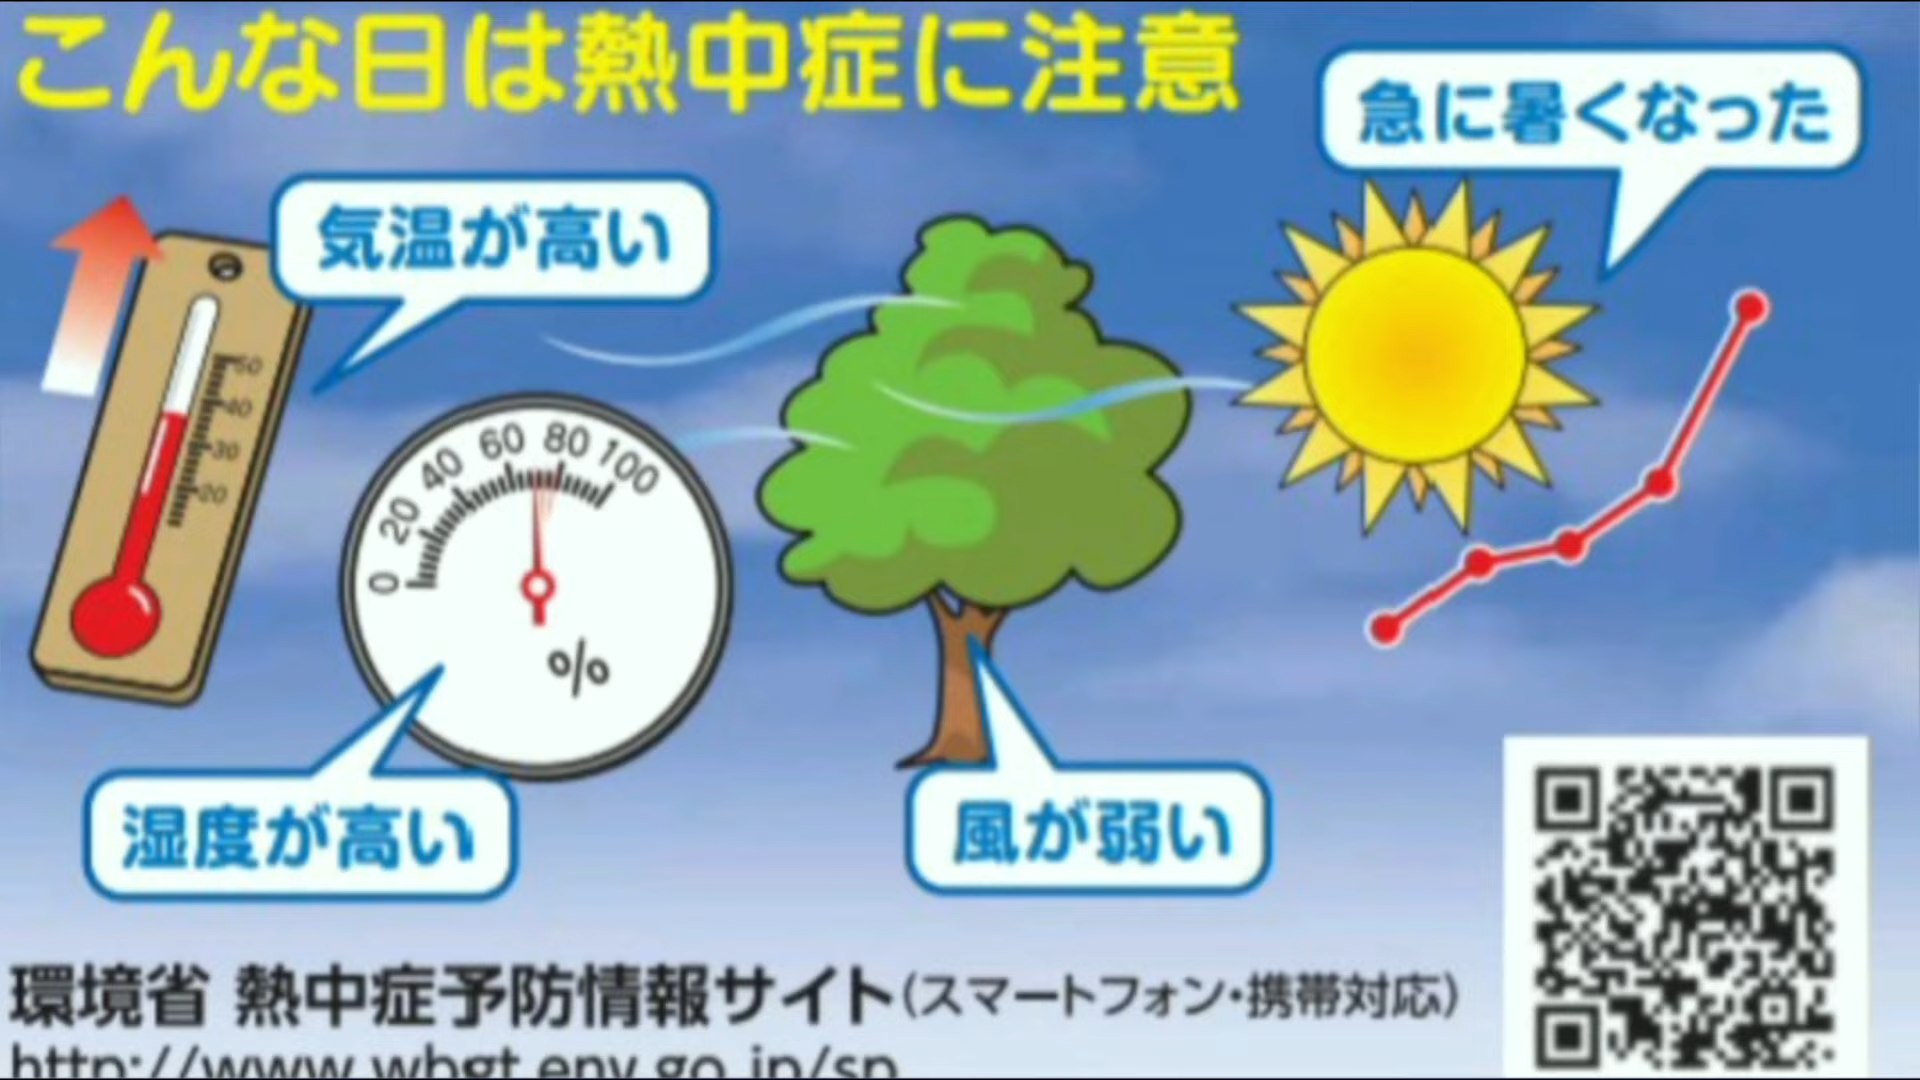 こんな日は熱中症に注意
急に暑くなった
気温が高い
50
40
30
20
0 20 40 60 80 100
%
湿度が高い
風が弱い
環境省 熱中症予防情報サイト(スマートフォン・携帯対応)
http://www.wbgt.env.go.jp/sp